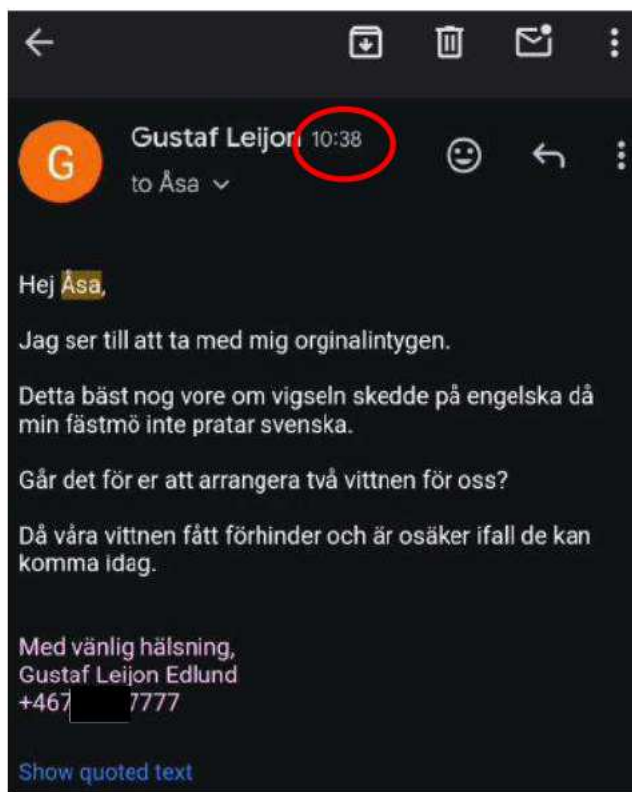 Gustaf Leijon 10:38
G
to Åsa
Hej Åsa,
Jag ser till att ta med mig orginalintygen.
Detta bäst nog vore om vigseln skedde på engelska då
min fästmö inte pratar svenska.
Går det för er att arrangera två vittnen för oss?
Då våra vittnen fått förhinder och är osäker ifall de kan
komma idag.
Med vänlig hälsning,
Gustaf Leijon Edlund
+467 7777
Show quoted text